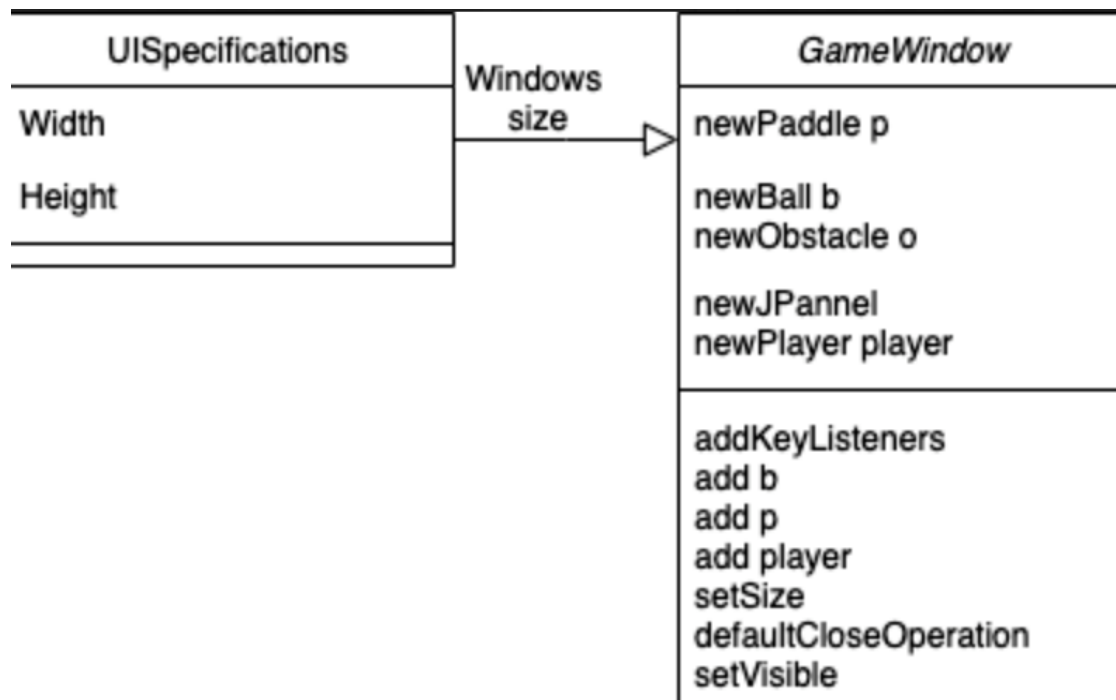 UISpecifications
Width
Height
Windows
size
GameWindow
newPaddle p
newBall b
newObstacle o
newJPannel
newPlayer player
addKeyListeners
add b
add p
add player
setSize
defaultCloseOperation
setVisible